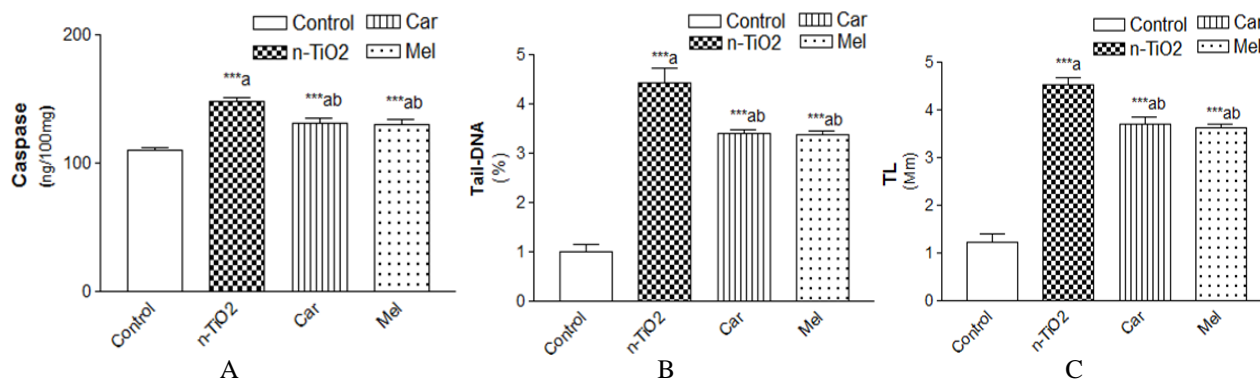 Control Car
n-TiO2 Mel
200
100
0
Caspase
(ng/100mg)
***a
***ab
***ab
Control
n-TiO2
Car
Mel
A
Control Car
n-TiO2 Mel
5
4
3
2
1
0
Tail-DNA
(%)
***a
***ab
***ab
Control
n-TiO2
Car
Mel
B
Control Car
n-TiO2 Mel
5
4
3
2
1
0
TL
(Mm)
***a
***ab
***ab
Control
n-TiO2
Car
Mel
C